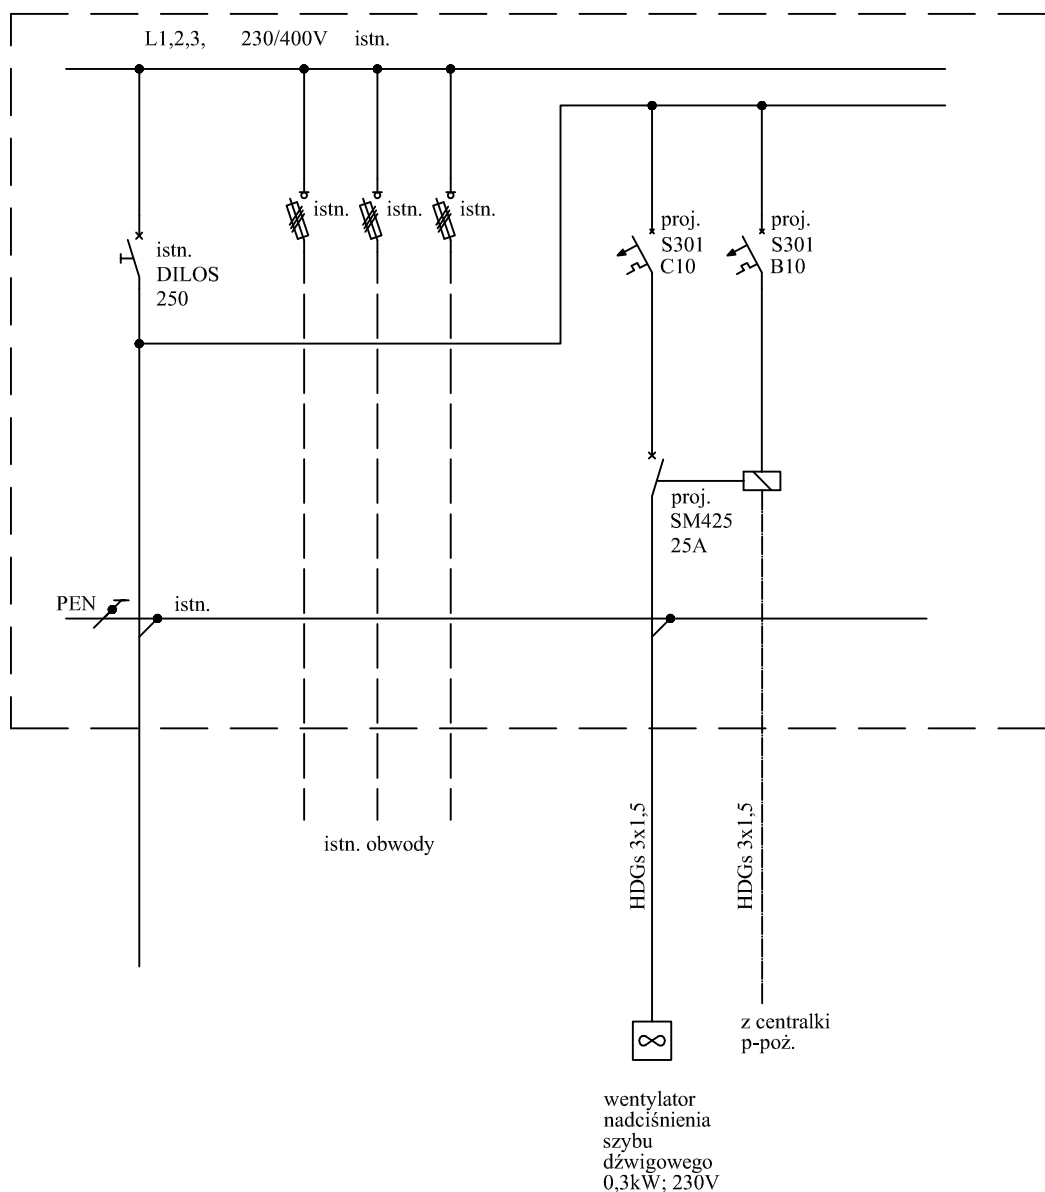 L1,2,3, 230/400V istn.
istn.
istn.
istn.
istn.
DILOS
250
proj.
S301
C10
proj.
S301
B10
proj.
SM425
25A
PEN
istn.
istn. obwody
HDGs 3x1,5
HDGs 3x1,5
z centralki
p-poż.
wentylator
nadciśnienia
szybu
dźwigowego
0,3kW; 230V